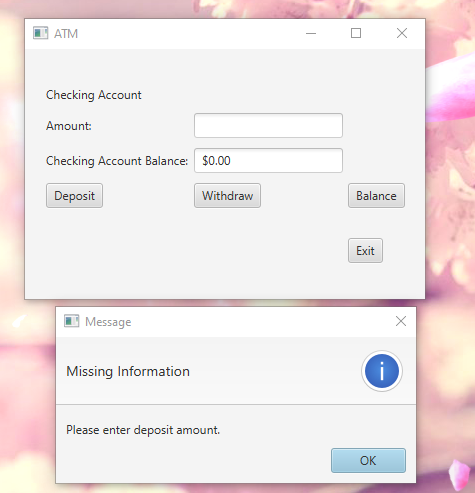 ATM
Checking Account
Amount:
Checking Account Balance: $0.00
Deposit Withdraw Balance
Exit
Message
Missing Information
Please enter deposit amount.
OK